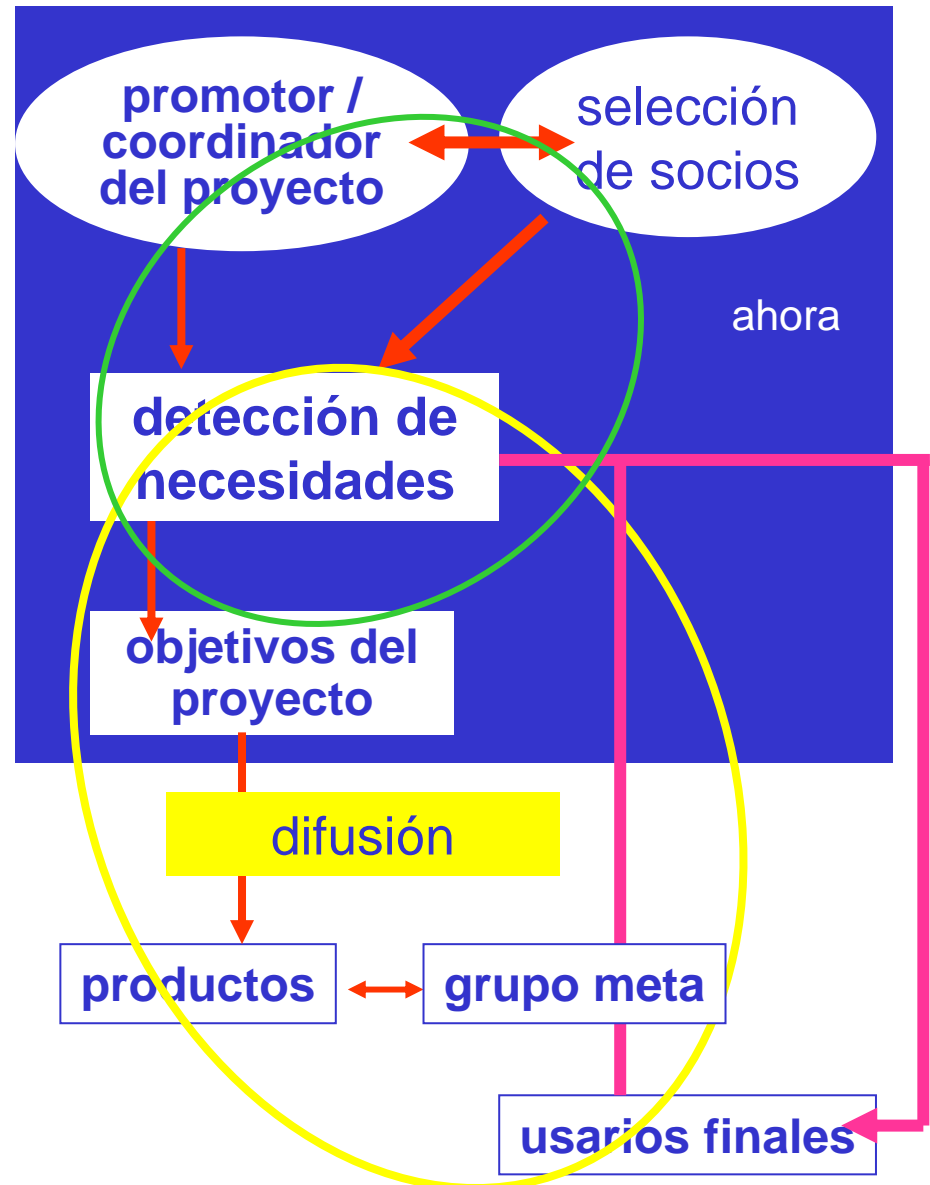 promotor /
coordinador
del proyecto
selección
de socios
ahora
detección de
necesidades
objetivos del
proyecto
difusión
productos
grupo meta
usarios finales